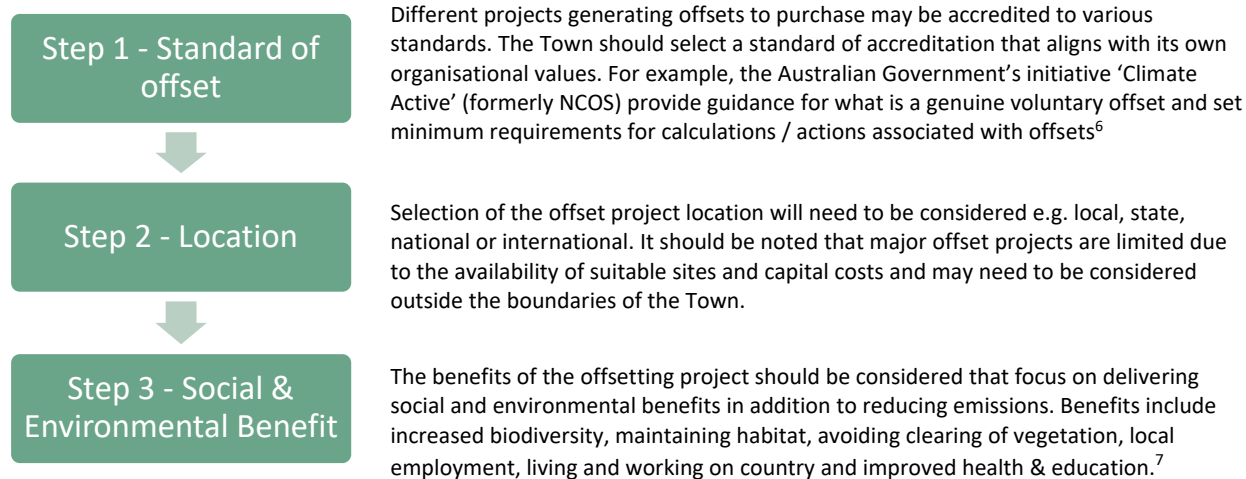 Step 1 - Standard of
offset
Different projects generating offsets to purchase may be accredited to various
standards. The Town should select a standard of accreditation that aligns with its own
organisational values. For example, the Australian Government’s initiative ‘Climate
Active’ (formerly NCOS) provide guidance for what is a genuine voluntary offset and set
minimum requirements for calculations / actions associated with offsets⁶
Step 2 - Location
Selection of the offset project location will need to be considered e.g. local, state,
national or international. It should be noted that major offset projects are limited due
to the availability of suitable sites and capital costs and may need to be considered
outside the boundaries of the Town.
Step 3 - Social &
Environmental Benefit
The benefits of the offsetting project should be considered that focus on delivering
social and environmental benefits in addition to reducing emissions. Benefits include
increased biodiversity, maintaining habitat, avoiding clearing of vegetation, local
employment, living and working on country and improved health & education.⁷